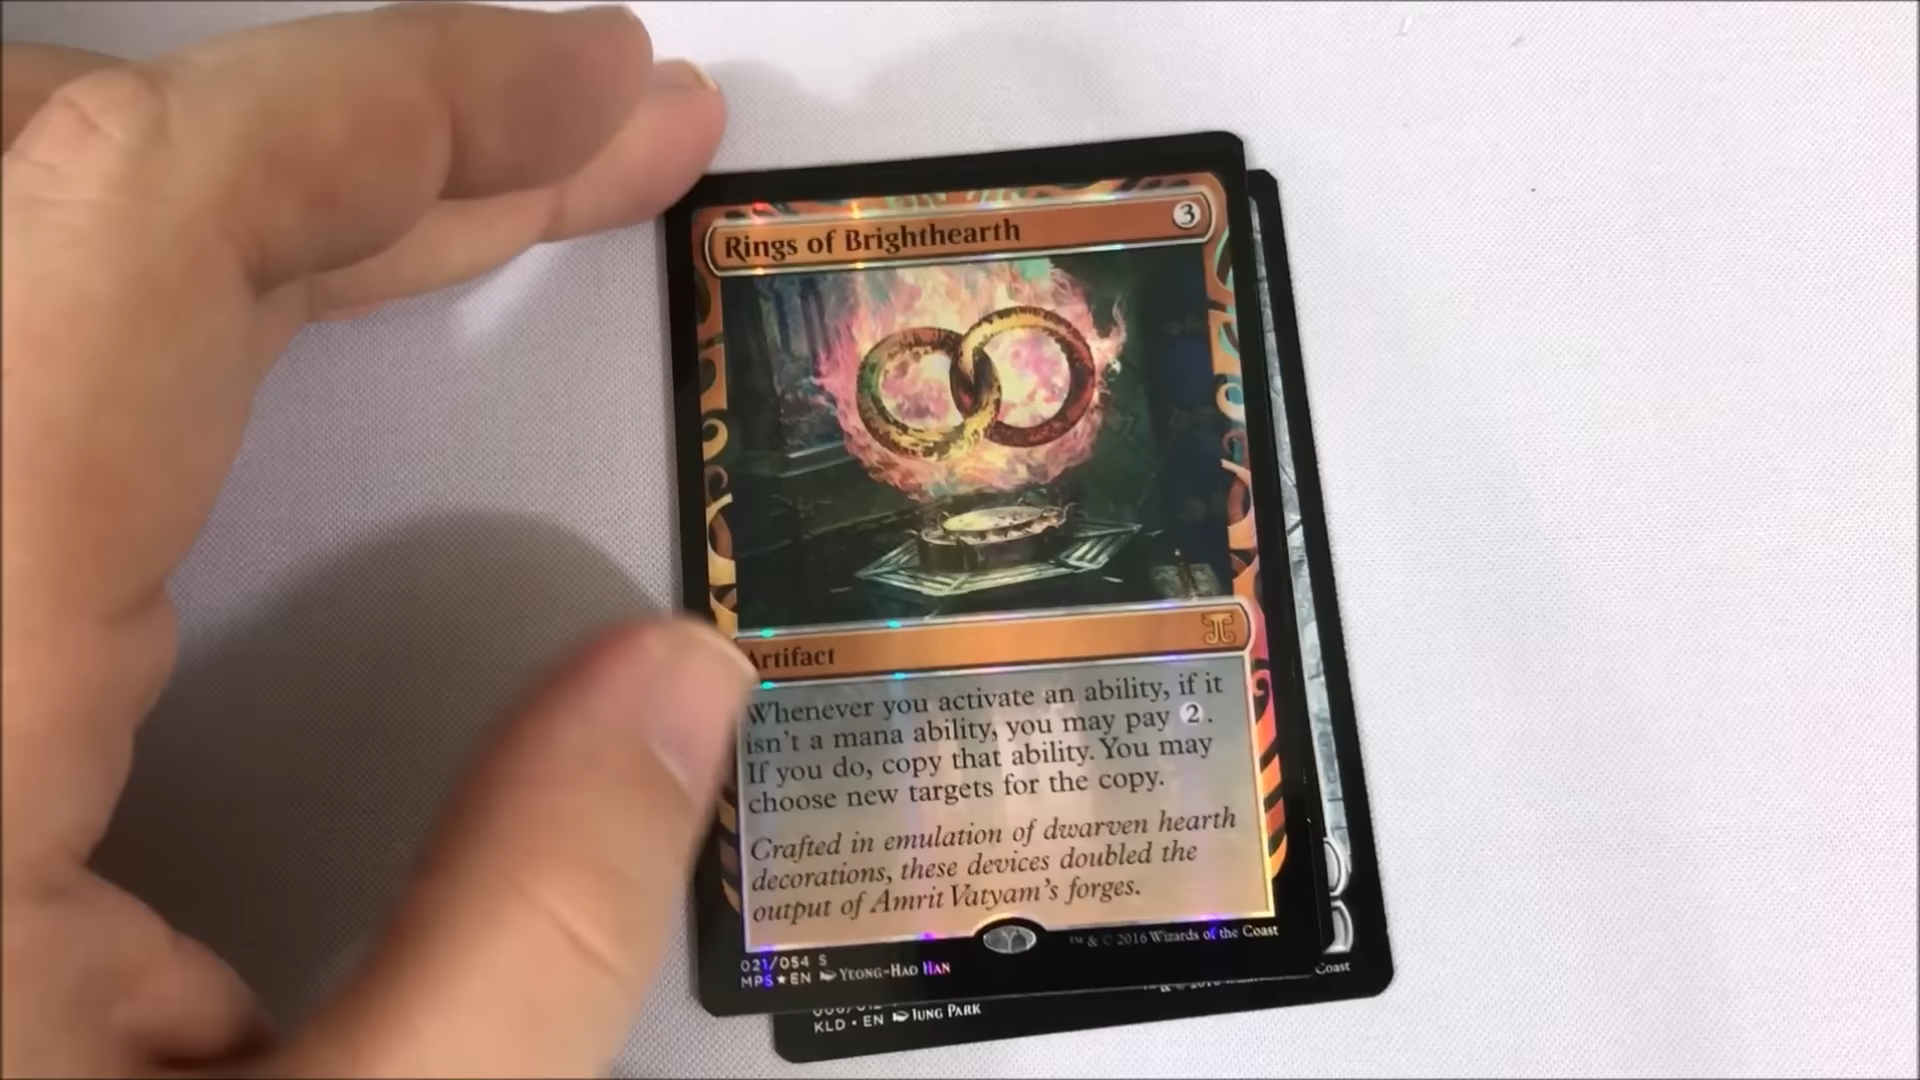 Rings of Brighthearth 3
Artifact
Whenever you activate an ability, if it
isn't a mana ability, you may pay 2.
If you do, copy that ability. You may
choose new targets for the copy.
Crafted in emulation of dwarven hearth
decorations, these devices doubled the
output of Amrit Vatyam's forges.
™ & © 2016 Wizards of the Coast
021/054 S
MPS★EN Yeong-Hao Han
Coast
KLD • EN Jung Park